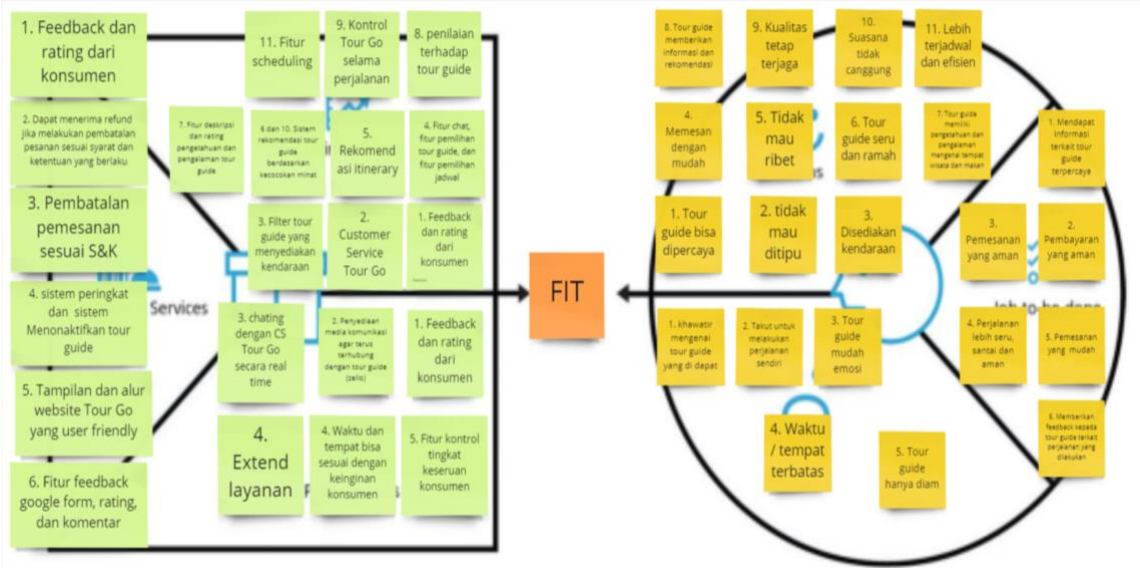 1. Feedback dan
rating dari
konsumen
2. Dapat menerima refund
jika melakukan pembatalan
pesanan sesuai syarat dan
ketentuan yang berlaku
3. Pembatalan
pemesanan
sesuai S&K
4. sistem peringkat
dan sistem
Menonaktifkan tour
guide
5. Tampilan dan alur
website Tour Go
yang user friendly
6. Fitur feedback
google form, rating,
dan komentar
Services
11. Fitur
scheduling
9. Kontrol
Tour Go
selama
perjalanan
8. penilaian
terhadap
tour guide
7. Fitur deskripsi
dan rating
pengetahuan dan
pengalaman tour
guide
6 dan 10. Sistem
rekomendasi tour
guide
berdasarkan
kecocokan minat
5.
Rekomend
asi itinerary
4. Fitur chat,
fitur pemilihan
tour guide, dan
fitur pemilihan
jadwal
3. Filter tour
guide yang
menyediakan
kendaraan
2.
Customer
Service
Tour Go
1. Feedback
dan rating
dari
konsumen
3. chating
dengan CS
Tour Go
secara real
time
2. Penyediaan
media komunikasi
agar terus
terhubung
dengan tour guide
(zello)
1. Feedback
dan rating
dari
konsumen
4.
Extend
layanan
4. Waktu dan
tempat bisa
sesuai dengan
keinginan
konsumen
5. Fitur kontrol
tingkat
keseruan
konsumen
FIT
8. Tour guide
memberikan
informasi dan
rekomendasi
9. Kualitas
tetap
terjaga
10.
Suasana
tidak
canggung
11. Lebih
terjadwal
dan efisien
4.
Memesan
dengan
mudah
5. Tidak
mau
ribet
6. Tour
guide seru
dan ramah
7. Tour guide
memiliki
pengetahuan dan
pengalaman
mengenai tempat
wisata dan makan
1. Mendapat
informasi
terkait tour
guide
terpercaya
1. Tour
guide bisa
dipercaya
2. tidak
mau
ditipu
3.
Disediakan
kendaraan
3.
Pemesanan
yang aman
2.
Pembayaran
yang aman
Job to be done
1. khawatir
mengenai
tour guide
yang di dapat
2. Takut untuk
melakukan
perjalanan
sendiri
3. Tour
guide
mudah
emosi
4. Perjalanan
lebih seru,
santai dan
aman
5. Pemesanan
yang mudah
4. Waktu
/ tempat
terbatas
5. Tour
guide
hanya diam
6. Memberikan
feedback kepada
tour guide terkait
perjalanan yang
dilakukan